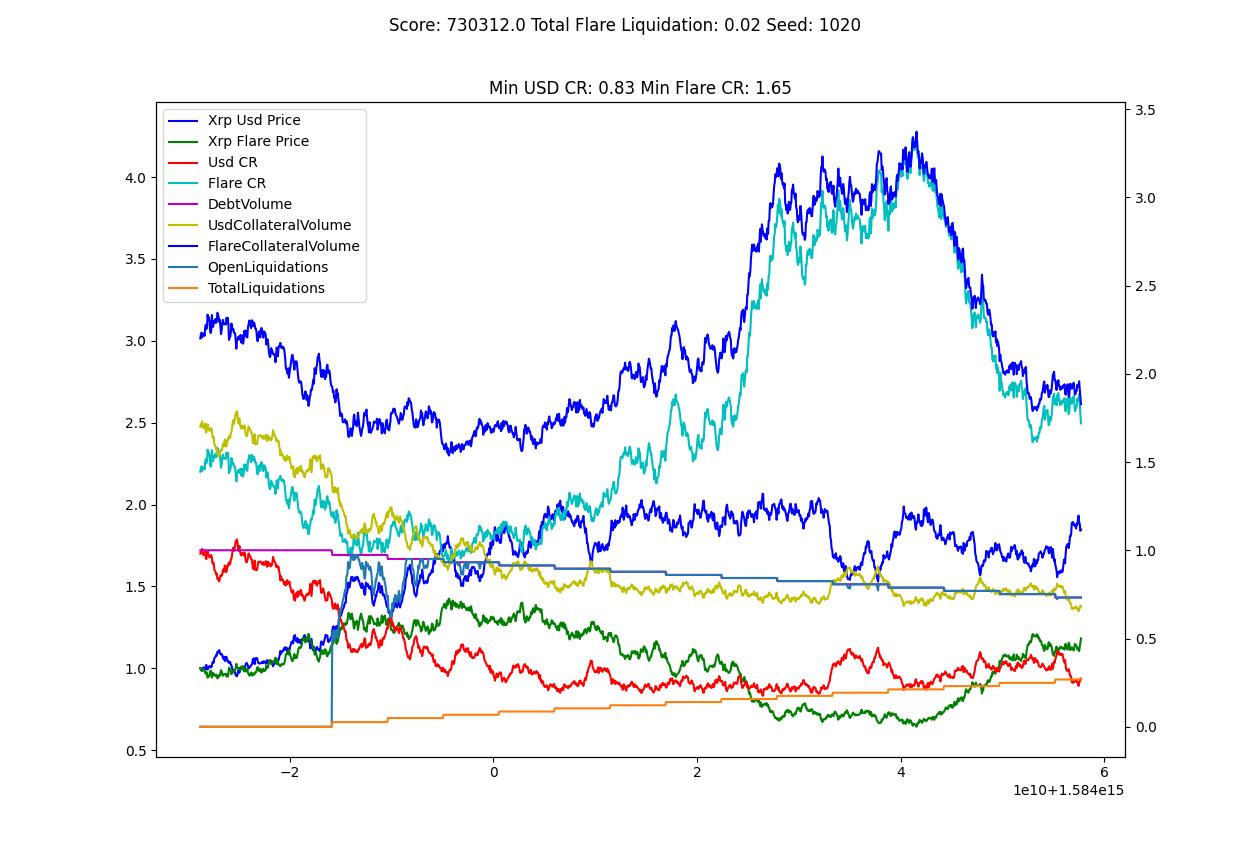 Score: 730312.0 Total Flare Liquidation: 0.02 Seed: 1020
Min USD CR: 0.83 Min Flare CR: 1.65
Xrp Usd Price
Xrp Flare Price
Usd CR
Flare CR
DebtVolume
UsdCollateralVolume
FlareCollateralVolume
OpenLiquidations
TotalLiquidations
4.0
3.5
3.0
2.5
2.0
1.5
1.0
0.5
3.5
3.0
2.5
2.0
1.5
1.0
0.5
0.0
−2 0 2 4 6
1e10+1.584e15